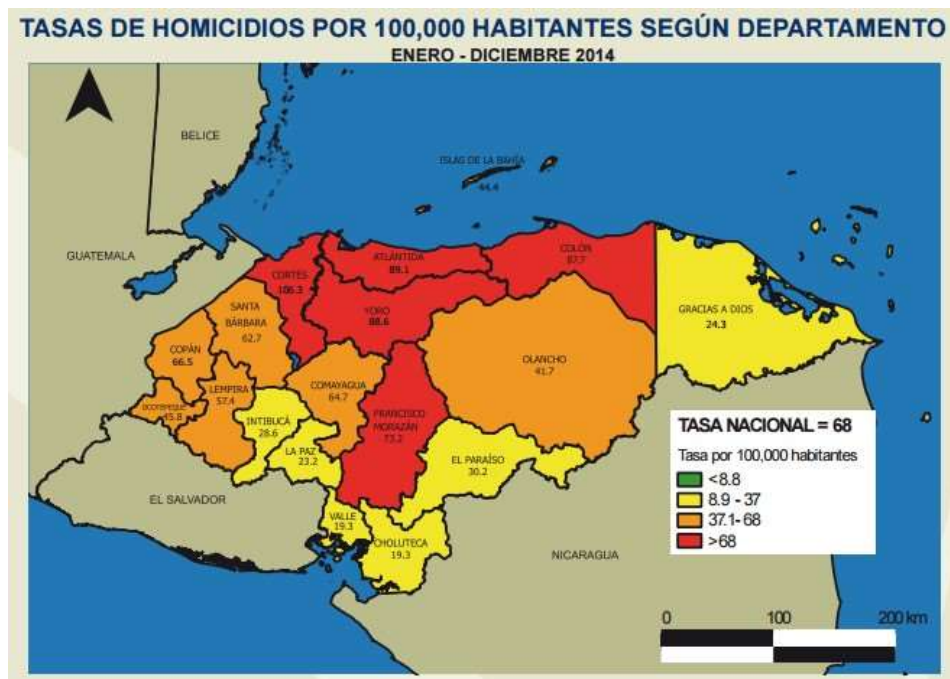 TASAS DE HOMICIDIOS POR 100,000 HABITANTES SEGÚN DEPARTAMENTO
ENERO - DICIEMBRE 2014
BELICE
ISLAS DE LA BAHÍA
44.4
GUATEMALA
CORTÉS
106.3
ATLÁNTIDA
89.1
COLÓN
87.7
YORO
88.6
GRACIAS A DIOS
24.3
SANTA
BÁRBARA
62.7
COPÁN
66.5
OCOTEPEQUE
45.8
LEMPIRA
57.4
COMAYAGUA
64.7
OLANCHO
41.7
INTIBUCÁ
28.6
LA PAZ
23.2
FRANCISCO
MORAZÁN
73.2
EL PARAÍSO
30.2
EL SALVADOR
VALLE
19.3
CHOLUTECA
19.3
NICARAGUA
TASA NACIONAL = 68
Tasa por 100,000 habitantes
<8.8
8.9 - 37
37.1- 68
>68
0 100 200 km